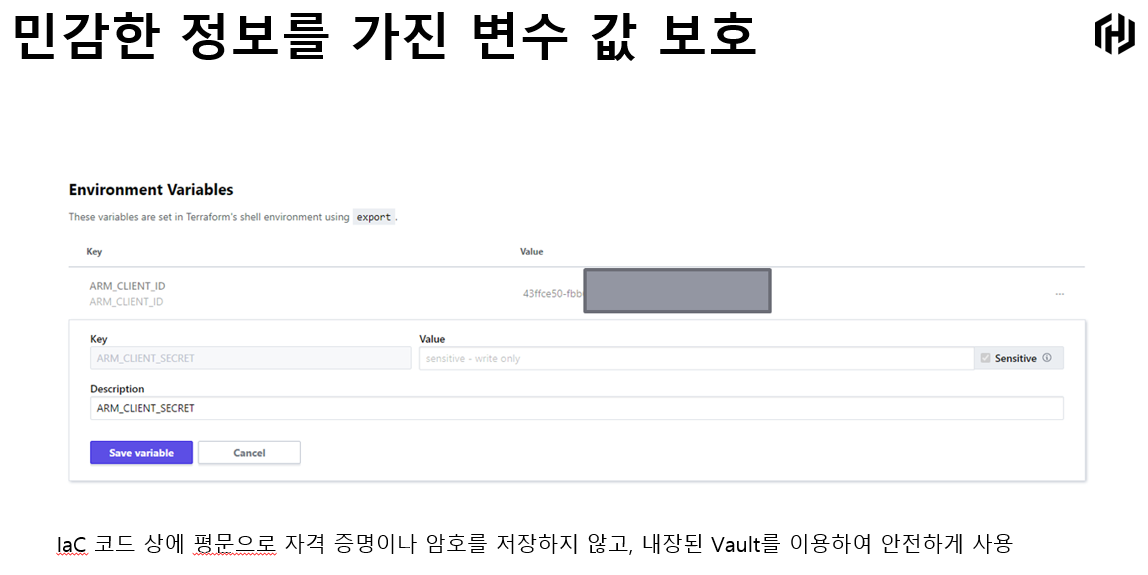 민감한 정보를 가진 변수 값 보호
Environment Variables
These variables are set in Terraform's shell environment using export.
Key Value
ARM_CLIENT_ID
ARM_CLIENT_ID
43ffce50-fbb
...
Key Value
ARM_CLIENT_SECRET sensitive - write only Sensitive
Description
ARM_CLIENT_SECRET
Save variable Cancel
IaC 코드 상에 평문으로 자격 증명이나 암호를 저장하지 않고, 내장된 Vault를 이용하여 안전하게 사용